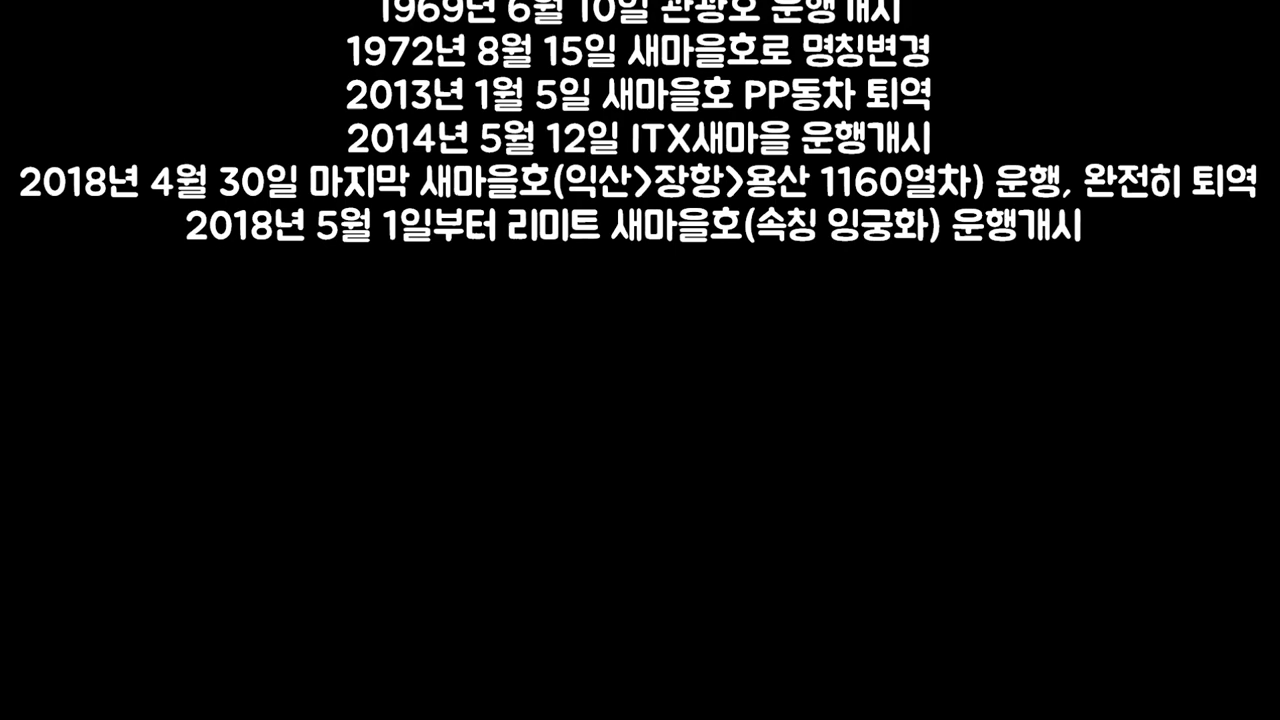 1969년 6월 10일 관광호 운행개시
1972년 8월 15일 새마을호로 명칭변경
2013년 1월 5일 새마을호 PP동차 퇴역
2014년 5월 12일 ITX새마을 운행개시
2018년 4월 30일 마지막 새마을호(익산>장항>용산 1160열차) 운행, 완전히 퇴역
2018년 5월 1일부터 리미트 새마을호(속칭 잉궁화) 운행개시